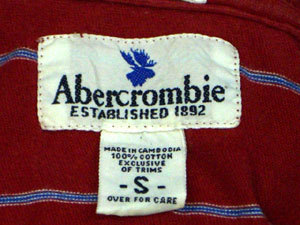 Abercrombie
ESTABLISHED 1892
MADE IN CAMBODIA
100% COTTON
EXCLUSIVE
OF TRIMS
- S -
OVER FOR CARE